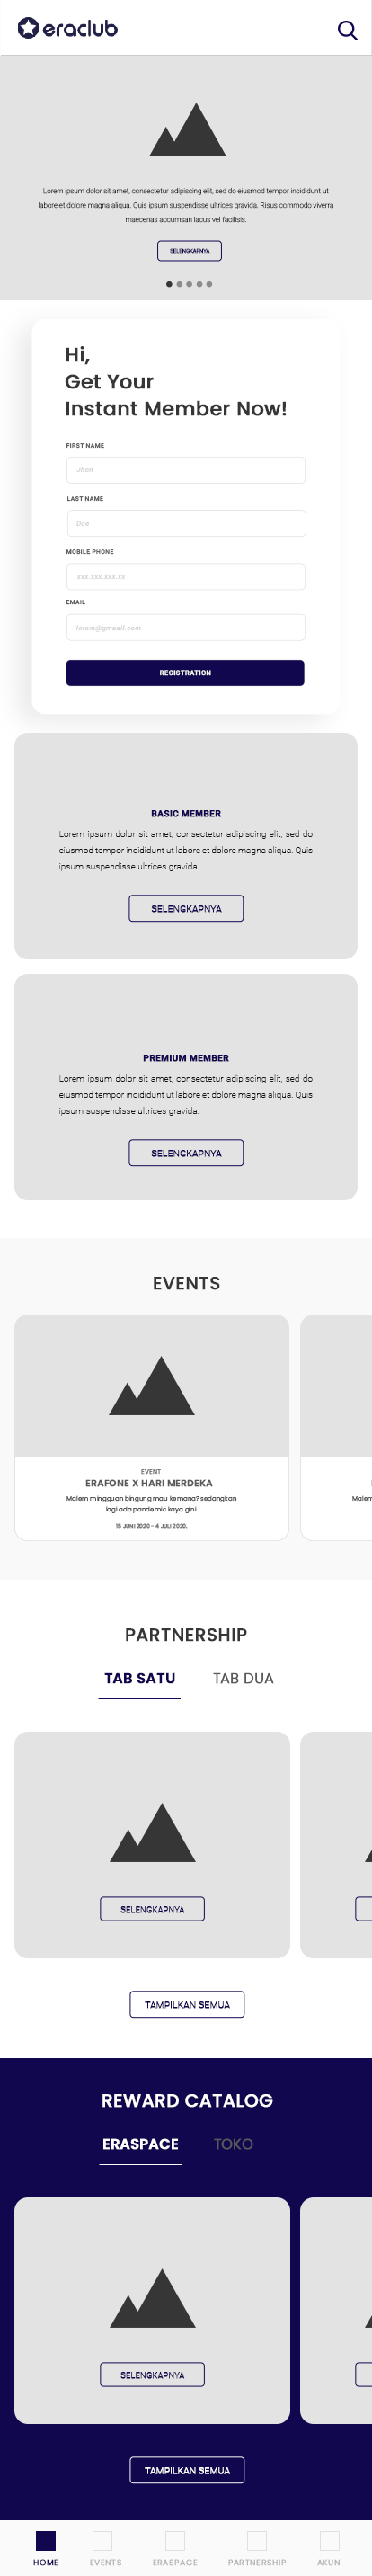 eraclub
Lorem ipsum dolor sit amet, consectetur adipiscing elit, sed do eiusmod tempor incididunt ut
labore et dolore magna aliqua. Quis ipsum suspendisse ultrices gravida. Risus commodo viverra
maecenas accumsan lacus vel facilisis.
SELENGKAPNYA
Hi,
Get Your
Instant Member Now!
FIRST NAME
Jhon
LAST NAME
Doe
MOBILE PHONE
xxx.xxx.xxx.xx
EMAIL
lorem@gmaail.com
REGISTRATION
BASIC MEMBER
Lorem ipsum dolor sit amet, consectetur adipiscing elit, sed do
eiusmod tempor incididunt ut labore et dolore magna aliqua. Quis
ipsum suspendisse ultrices gravida.
SELENGKAPNYA
PREMIUM MEMBER
Lorem ipsum dolor sit amet, consectetur adipiscing elit, sed do
eiusmod tempor incididunt ut labore et dolore magna aliqua. Quis
ipsum suspendisse ultrices gravida.
SELENGKAPNYA
EVENTS
EVENT
ERAFONE X HARI MERDEKA
Malem mingguan bingung mau kemana? sedangkan
lagi ada pandemic kaya gini.
15 JUNI 2020 - 4 JULI 2020.
Malem
PARTNERSHIP
TAB SATU TAB DUA
SELENGKAPNYA
TAMPILKAN SEMUA
REWARD CATALOG
ERASPACE TOKO
SELENGKAPNYA
TAMPILKAN SEMUA
HOME EVENTS ERASPACE PARTNERSHIP AKUN